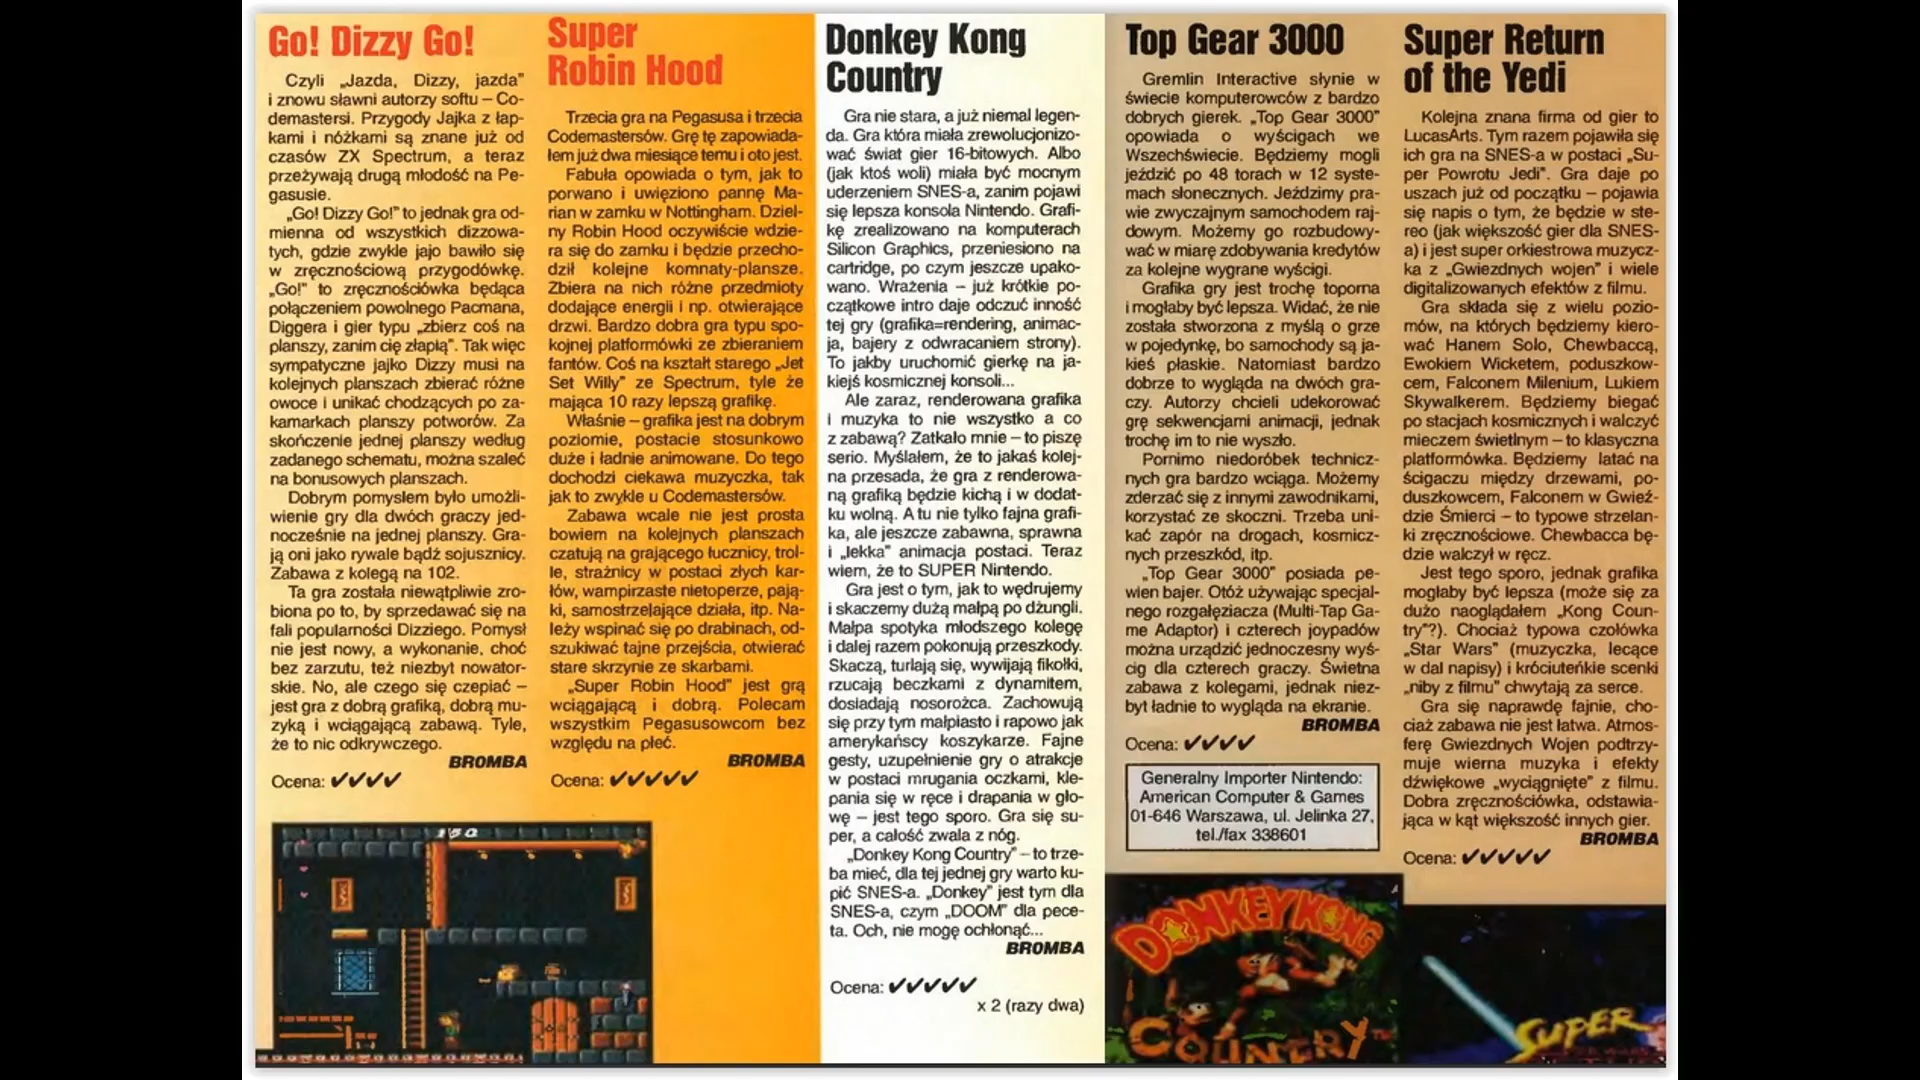 Go! Dizzy Go!
Czyli „Jazda, Dizzy, jazda”
i znowu sławni autorzy softu – Co-
demastersi. Przygody Jajka z łap-
kami i nóżkami są znane już od
czasów ZX Spectrum, a teraz
przeżywają drugą młodość na Pe-
gasusie.
„Go! Dizzy Go!” to jednak gra od-
mienna od wszystkich dizzowa-
tych, gdzie zwykle jajo bawiło się
w zręcznościową przygodówkę.
„Go!” to zręcznościówka będąca
połączeniem powolnego Pacmana,
Diggera i gier typu „zbierz coś na
planszy, zanim cię złapią”. Tak więc
sympatyczne jajko Dizzy musi na
kolejnych planszach zbierać różne
owoce i unikać chodzących po za-
kamarkach planszy potworów. Za
skończenie jednej planszy według
zadanego schematu, można szaleć
na bonusowych planszach.
Dobrym pomysłem było umożli-
wienie gry dla dwóch graczy jed-
nocześnie na jednej planszy. Gra-
ją oni jako rywale bądź sojusznicy.
Zabawa z kolegą na 102.
Ta gra została niewątpliwie zro-
biona po to, by sprzedawać się na
fali popularności Dizziego. Pomysł
nie jest nowy, a wykonanie, choć
bez zarzutu, też niezbyt nowator-
skie. No, ale czego się czepiać –
jest gra z dobrą grafiką, dobrą mu-
zyką i wciągającą zabawą. Tyle,
że to nic odkrywczego.
BROMBA
Ocena: ✓✓✓✓
Super
Robin Hood
Trzecia gra na Pegasusa i trzecia
Codemastersów. Grę tę zapowiada-
łem już dwa miesiące temu i oto jest.
Fabuła opowiada o tym, jak to
porwano i uwięziono pannę Ma-
rian w zamku w Nottingham. Dziel-
ny Robin Hood oczywiście wdzie-
ra się do zamku i będzie przecho-
dził kolejne komnaty-plansze.
Zbiera na nich różne przedmioty
dodające energii i np. otwierające
drzwi. Bardzo dobra gra typu spo-
kojnej platformówki ze zbieraniem
fantów. Coś na kształt starego „Jet
Set Willy” ze Spectrum, tyle że
mająca 10 razy lepszą grafikę.
Właśnie – grafika jest na dobrym
poziomie, postacie stosunkowo
duże i ładnie animowane. Do tego
dochodzi ciekawa muzyczka, tak
jak to zwykle u Codemastersów.
Zabawa wcale nie jest prosta
bowiem na kolejnych planszach
czatują na grającego łucznicy, trol-
le, strażnicy w postaci złych kar-
łów, wampirzaste nietoperze, pają-
ki, samostrzelające działa, itp. Na-
leży wspinać się po drabinach, od-
szukiwać tajne przejścia, otwierać
stare skrzynie ze skarbami.
„Super Robin Hood” jest grą
wciągającą i dobrą. Polecam
wszystkim Pegasusowcom bez
względu na płeć.
BROMBA
Ocena: ✓✓✓✓✓
Donkey Kong
Country
Gra nie stara, a już niemal legen-
da. Gra która miała zrewolucjonizo-
wać świat gier 16-bitowych. Albo
(jak ktoś woli) miała być mocnym
uderzeniem SNES-a, zanim pojawi
się lepsza konsola Nintendo. Grafi-
kę zrealizowano na komputerach
Silicon Graphics, przeniesiono na
cartridge, po czym jeszcze upako-
wano. Wrażenia – już krótkie po-
czątkowe intro daje odczuć inność
tej gry (grafika=rendering, animac-
ja, bajery z odwracaniem strony).
To jakby uruchomić gierkę na ja-
kiejś kosmicznej konsoli...
Ale zaraz, renderowana grafika
i muzyka to nie wszystko a co
z zabawą? Zatkało mnie – to piszę
serio. Myślałem, że to jakaś kolej-
na przesada, że gra z renderowa-
ną grafiką będzie kichą i w dodat-
ku wolną. A tu nie tylko fajna grafi-
ka, ale jeszcze zabawna, sprawna
i „lekka” animacja postaci. Teraz
wiem, że to SUPER Nintendo.
Gra jest o tym, jak to wędrujemy
i skaczemy dużą małpą po dżungli.
Małpa spotyka młodszego kolegę
i dalej razem pokonują przeszkody.
Skaczą, turlają się, wywijają fikołki,
rzucają beczkami z dynamitem,
dosiadają nosorożca. Zachowują
się przy tym małpiasto i rapowo jak
amerykańscy koszykarze. Fajne
gesty, uzupełnienie gry o atrakcje
w postaci mrugania oczkami, kle-
pania się w ręce i drapania w gło-
wę – jest tego sporo. Gra się su-
per, a całość zwala z nóg.
„Donkey Kong Country” – to trze-
ba mieć, dla tej jednej gry warto ku-
pić SNES-a. „Donkey” jest tym dla
SNES-a, czym „DOOM” dla pece-
ta. Och, nie mogę ochłonąć...
BROMBA
Ocena: ✓✓✓✓✓
x 2 (razy dwa)
Top Gear 3000
Gremlin Interactive słynie w
świecie komputerowców z bardzo
dobrych gierek. „Top Gear 3000”
opowiada o wyścigach we
Wszechświecie. Będziemy mogli
jeździć po 48 torach w 12 syste-
mach słonecznych. Jeździmy pra-
wie zwyczajnym samochodem raj-
dowym. Możemy go rozbudowy-
wać w miarę zdobywania kredytów
za kolejne wygrane wyścigi.
Grafika gry jest trochę toporna
i mogłaby być lepsza. Widać, że nie
została stworzona z myślą o grze
w pojedynkę, bo samochody są ja-
kieś płaskie. Natomiast bardzo
dobrze to wygląda na dwóch gra-
czy. Autorzy chcieli udekorować
grę sekwencjami animacji, jednak
trochę im to nie wyszło.
Pomimo niedoróbek technicz-
nych gra bardzo wciąga. Możemy
zderzać się z innymi zawodnikami,
korzystać ze skoczni. Trzeba uni-
kać zapór na drogach, kosmicz-
nych przeszkód, itp.
„Top Gear 3000” posiada pe-
wien bajer. Otóż używając specjal-
nego rozgałęziacza (Multi-Tap Ga-
me Adaptor) i czterech joypadów
można urządzić jednoczesny wyś-
cig dla czterech graczy. Świetna
zabawa z kolegami, jednak niez-
byt ładnie to wygląda na ekranie.
BROMBA
Ocena: ✓✓✓✓
Generalny Importer Nintendo:
American Computer & Games
01-646 Warszawa, ul. Jelinka 27,
tel./fax 338601
Super Return
of the Yedi
Kolejna znana firma od gier to
LucasArts. Tym razem pojawiła się
ich gra na SNES-a w postaci „Su-
per Powrotu Jedi”. Gra daje po
uszach już od początku – pojawia
się napis o tym, że będzie w ste-
reo (jak większość gier dla SNES-
a) i jest super orkiestrowa muzycz-
ka z „Gwiezdnych wojen” i wiele
digitalizowanych efektów z filmu.
Gra składa się z wielu pozio-
mów, na których będziemy kiero-
wać Hanem Solo, Chewbaccą,
Ewokiem Wicketem, poduszkow-
cem, Falconem Milenium, Lukiem
Skywalkerem. Będziemy biegać
po stacjach kosmicznych i walczyć
mieczem świetlnym – to klasyczna
platformówka. Będziemy latać na
ścigaczu między drzewami, po-
duszkowcem, Falconem w Gwieź-
dzie Śmierci – to typowe strzelan-
ki zręcznościowe. Chewbacca bę-
dzie walczył w ręcz.
Jest tego sporo, jednak grafika
mogłaby być lepsza (może się za
dużo naoglądałem „Kong Coun-
try”?). Chociaż typowa czołówka
„Star Wars” (muzyczka, lecące
w dal napisy) i króciuteńkie scenki
„niby z filmu” chwytają za serce.
Gra się naprawdę fajnie, cho-
ciaż zabawa nie jest łatwa. Atmos-
ferę Gwiezdnych Wojen podtrzy-
muje wierna muzyka i efekty
dźwiękowe „wyciągnięte” z filmu.
Dobra zręcznościówka, odstawia-
jąca w kąt większość innych gier.
BROMBA
Ocena: ✓✓✓✓✓
DONKEY KONG
COUNTRY
SUPER